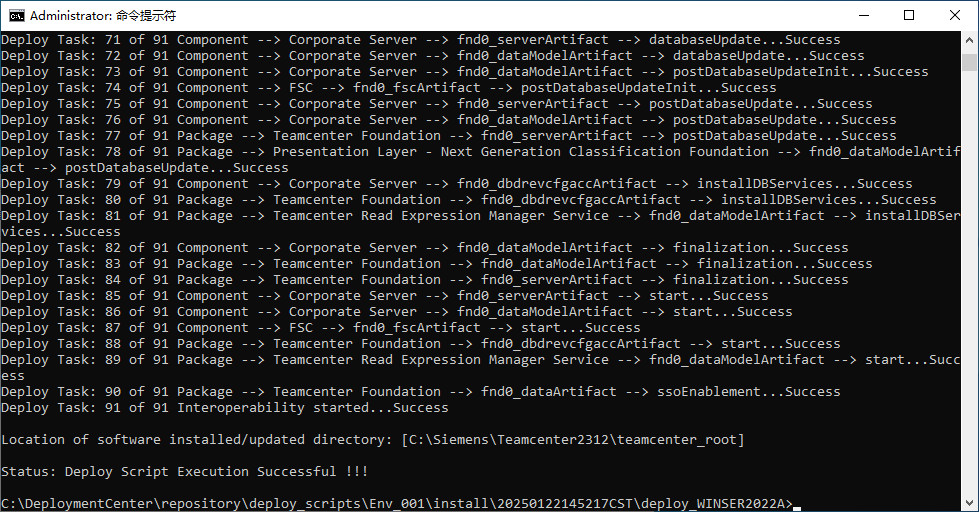 Administrator: 命令提示符
Deploy Task: 71 of 91 Component --> Corporate Server --> fnd0_serverArtifact --> databaseUpdate...Success
Deploy Task: 72 of 91 Component --> Corporate Server --> fnd0_dataModelArtifact --> databaseUpdate...Success
Deploy Task: 73 of 91 Component --> Corporate Server --> fnd0_dataModelArtifact --> postDatabaseUpdateInit...Success
Deploy Task: 74 of 91 Component --> FSC --> fnd0_fscArtifact --> postDatabaseUpdateInit...Success
Deploy Task: 75 of 91 Component --> Corporate Server --> fnd0_serverArtifact --> postDatabaseUpdate...Success
Deploy Task: 76 of 91 Component --> Corporate Server --> fnd0_dataModelArtifact --> postDatabaseUpdate...Success
Deploy Task: 77 of 91 Package --> Teamcenter Foundation --> fnd0_serverArtifact --> postDatabaseUpdate...Success
Deploy Task: 78 of 91 Package --> Presentation Layer - Next Generation Classification Foundation --> fnd0_dataModelArtif
act --> postDatabaseUpdate...Success
Deploy Task: 79 of 91 Component --> Corporate Server --> fnd0_dbdrevcfgaccArtifact --> installDBServices...Success
Deploy Task: 80 of 91 Package --> Teamcenter Foundation --> fnd0_dbdrevcfgaccArtifact --> installDBServices...Success
Deploy Task: 81 of 91 Package --> Teamcenter Read Expression Manager Service --> fnd0_dataModelArtifact --> installDBSer
vices...Success
Deploy Task: 82 of 91 Component --> Corporate Server --> fnd0_dataModelArtifact --> finalization...Success
Deploy Task: 83 of 91 Package --> Teamcenter Foundation --> fnd0_dataModelArtifact --> finalization...Success
Deploy Task: 84 of 91 Package --> Teamcenter Foundation --> fnd0_serverArtifact --> finalization...Success
Deploy Task: 85 of 91 Component --> Corporate Server --> fnd0_serverArtifact --> start...Success
Deploy Task: 86 of 91 Component --> Corporate Server --> fnd0_dataModelArtifact --> start...Success
Deploy Task: 87 of 91 Component --> FSC --> fnd0_fscArtifact --> start...Success
Deploy Task: 88 of 91 Package --> Teamcenter Foundation --> fnd0_dbdrevcfgaccArtifact --> start...Success
Deploy Task: 89 of 91 Package --> Teamcenter Read Expression Manager Service --> fnd0_dataModelArtifact --> start...Succ
ess
Deploy Task: 90 of 91 Package --> Teamcenter Foundation --> fnd0_dataArtifact --> ssoEnablement...Success
Deploy Task: 91 of 91 Interoperability started...Success
Location of software installed/updated directory: [C:\Siemens\Teamcenter2312\teamcenter_root]
Status: Deploy Script Execution Successful !!!
C:\DeploymentCenter\repository\deploy_scripts\Env_001\install\20250122145217CST\deploy_WINSER2022A>